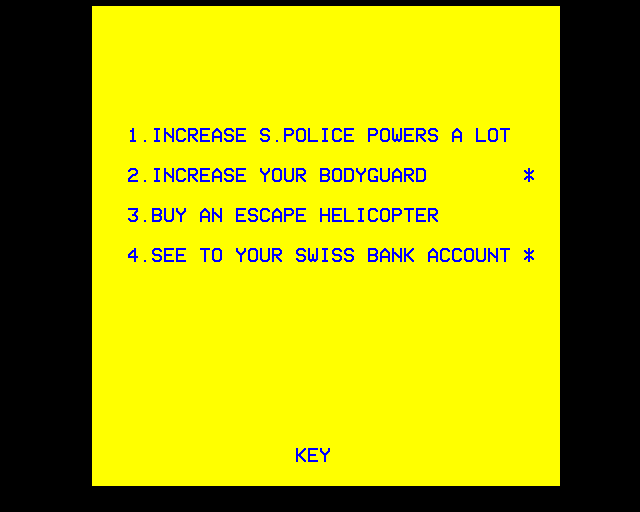 1.INCREASE S.POLICE POWERS A LOT
2.INCREASE YOUR BODYGUARD *
3.BUY AN ESCAPE HELICOPTER
4.SEE TO YOUR SWISS BANK ACCOUNT *
KEY